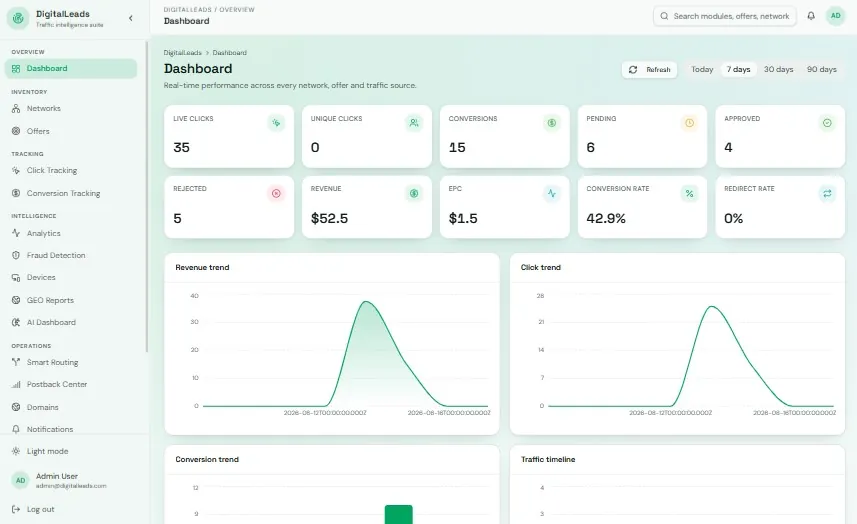 DigitalLeads
Traffic intelligence suite
OVERVIEW
Dashboard
INVENTORY
Networks
Offers
TRACKING
Click Tracking
Conversion Tracking
INTELLIGENCE
Analytics
Fraud Detection
Devices
GEO Reports
AI Dashboard
OPERATIONS
Smart Routing
Postback Center
Domains
Notifications
Light mode
AD
Admin User
admin@digitalleads.com
Log out
DIGITALLEADS / OVERVIEW
Dashboard
Search modules, offers, network
AD
DigitalLeads > Dashboard
Dashboard
Real-time performance across every network, offer and traffic source.
Refresh
Today 7 days 30 days 90 days
LIVE CLICKS
35
UNIQUE CLICKS
0
CONVERSIONS
15
PENDING
6
APPROVED
4
REJECTED
5
REVENUE
$52.5
EPC
$1.5
CONVERSION RATE
42.9%
REDIRECT RATE
0%
Revenue trend
40
30
20
10
0
2026-08-12T00:00:00.000Z 2026-08-16T00:00:00.000Z
Click trend
28
21
14
7
0
2026-08-12T00:00:00.000Z 2026-08-16T00:00:00.000Z
Conversion trend
12
9
Traffic timeline
4
3